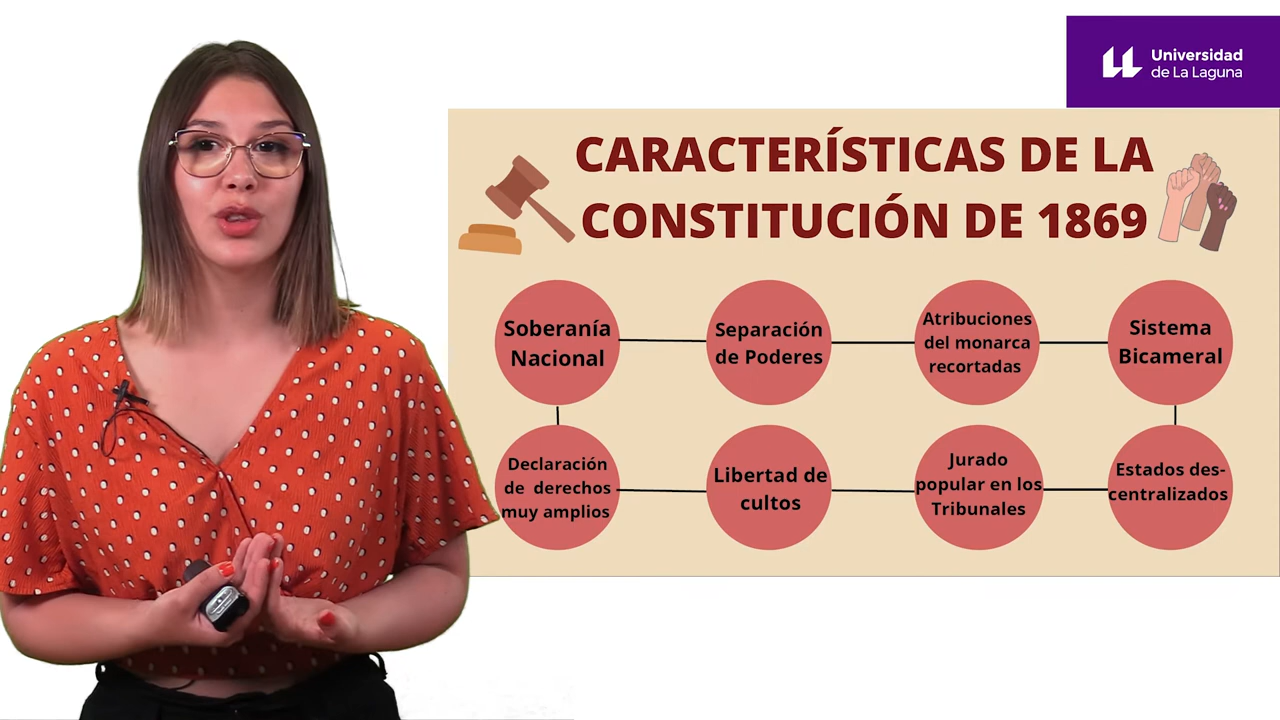 Universidad
de La Laguna
CARACTERÍSTICAS DE LA
CONSTITUCIÓN DE 1869
Soberanía
Nacional
Separación
de Poderes
Atribuciones
del monarca
recortadas
Sistema
Bicameral
Declaración
de derechos
muy amplios
Libertad de
cultos
Jurado
popular en los
Tribunales
Estados des-
centralizados